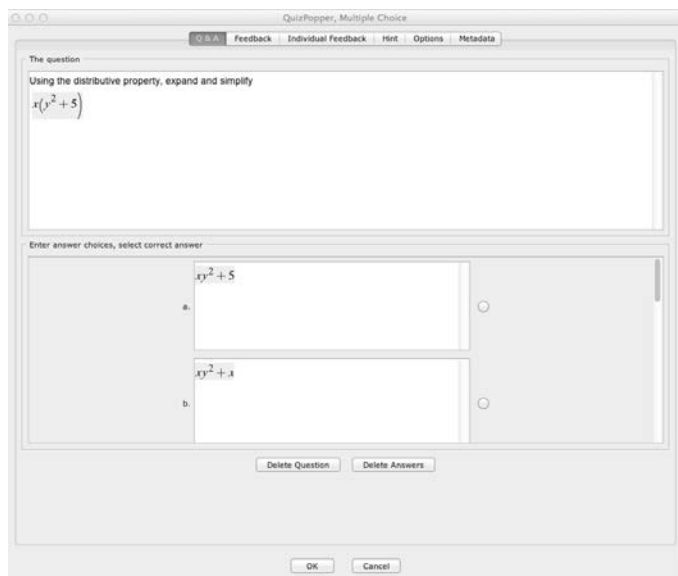 QuizPopper, Multiple Choice
Q&A Feedback Individual Feedback Hint Options Metadata
The question
Using the distributive property, expand and simplify
x(y² + 5)
Enter answer choices, select correct answer
xy² + 5
a.
xy² + x
b.
Delete Question Delete Answers
OK Cancel